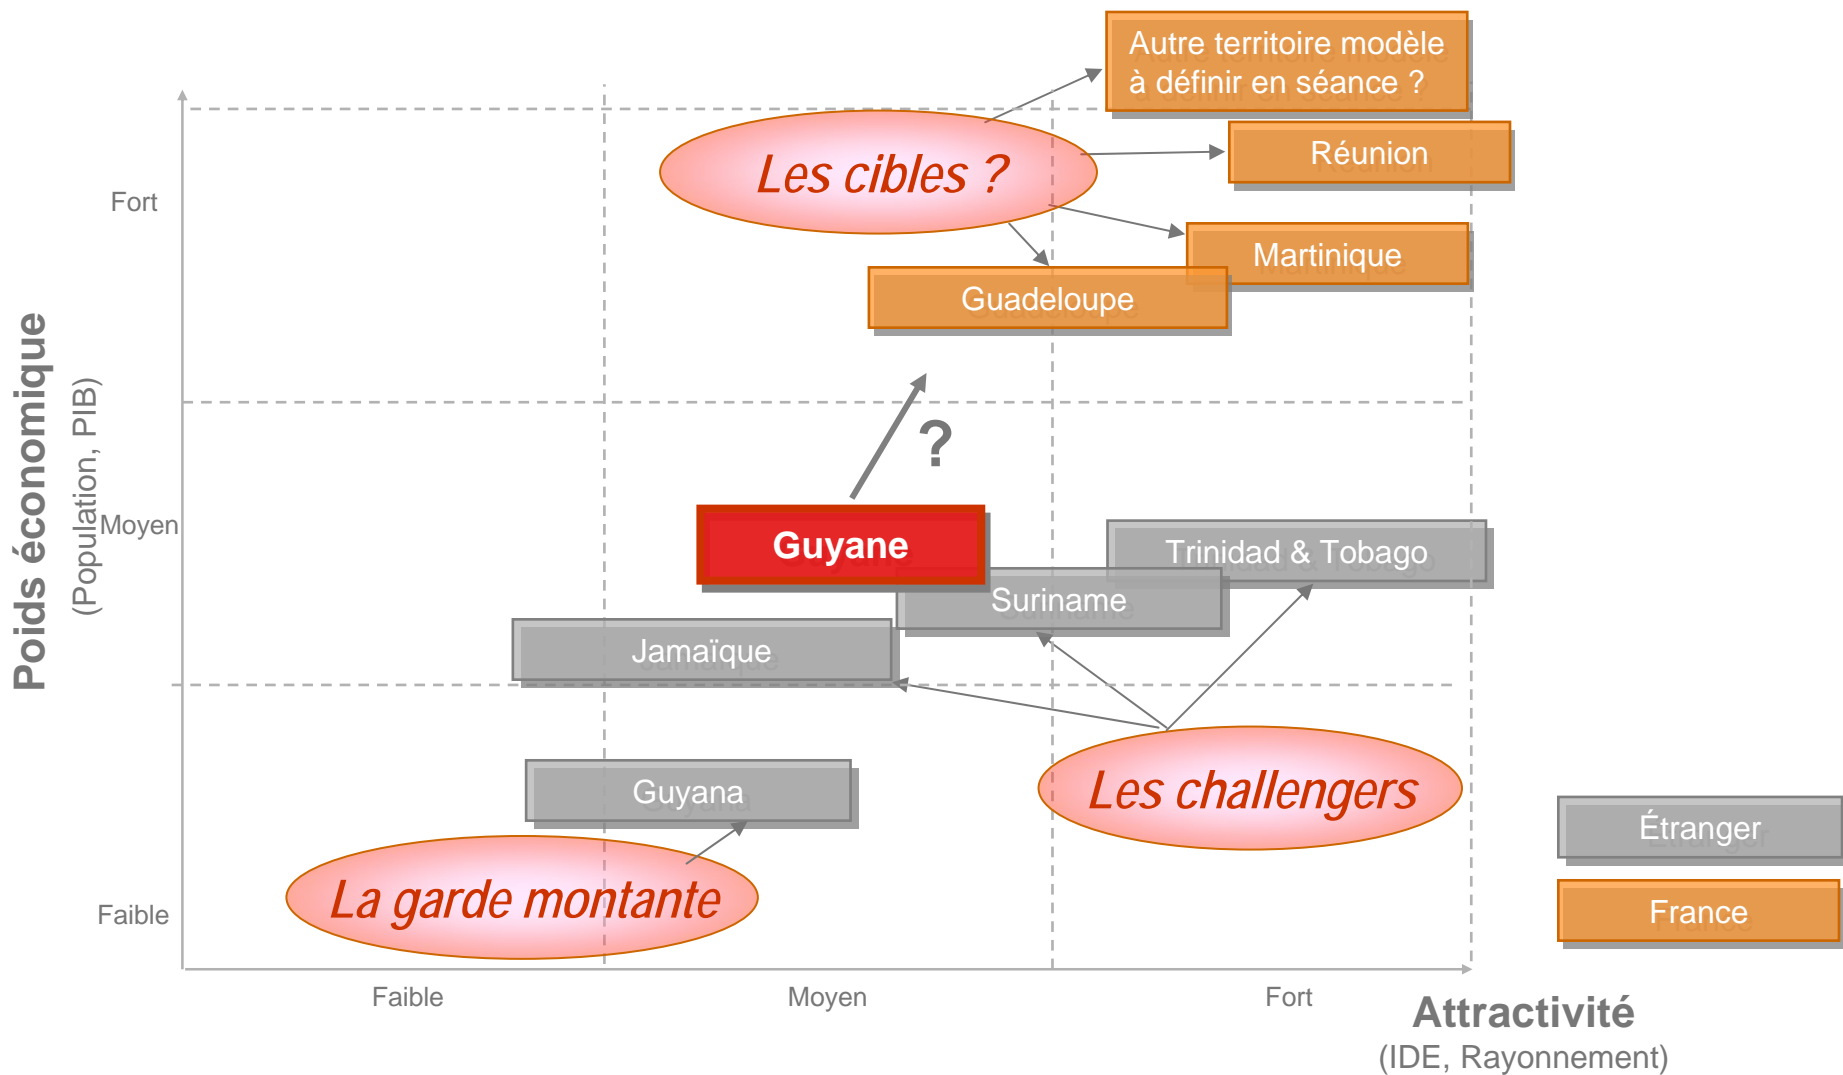 Autre territoire modèle
à définir en séance ?
Les cibles ?
Réunion
Fort
Martinique
Guadeloupe
Poids économique
(Population, PIB)
?
Moyen
Guyane
Trinidad & Tobago
Suriname
Jamaïque
Guyana
Les challengers
Étranger
La garde montante
Faible
France
Faible
Moyen
Fort
Attractivité
(IDE, Rayonnement)